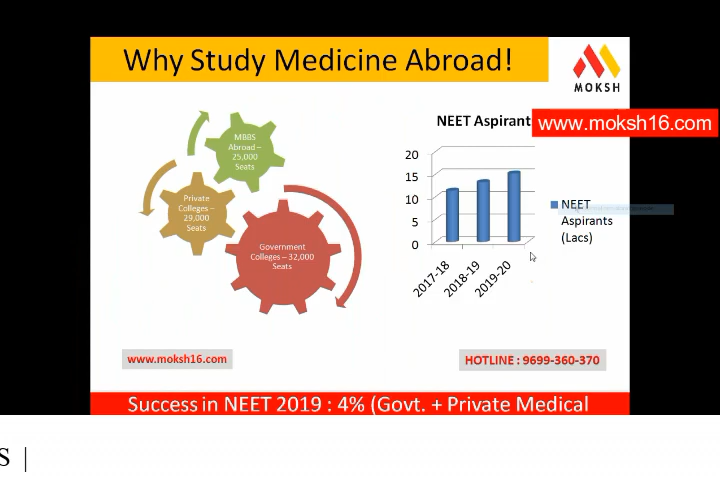 Why Study Medicine Abroad!
MOKSH
www.moksh16.com
MBBS
Abroad –
25,000
Seats
Private
Colleges –
29,000
Seats
Government
Colleges – 32,000
Seats
NEET Aspirant
20
15
10
5
0
2017-18
2018-19
2019-20
NEET
Aspirants
(Lacs)
www.moksh16.com
HOTLINE : 9699-360-370
Success in NEET 2019 : 4% (Govt. + Private Medical
S |